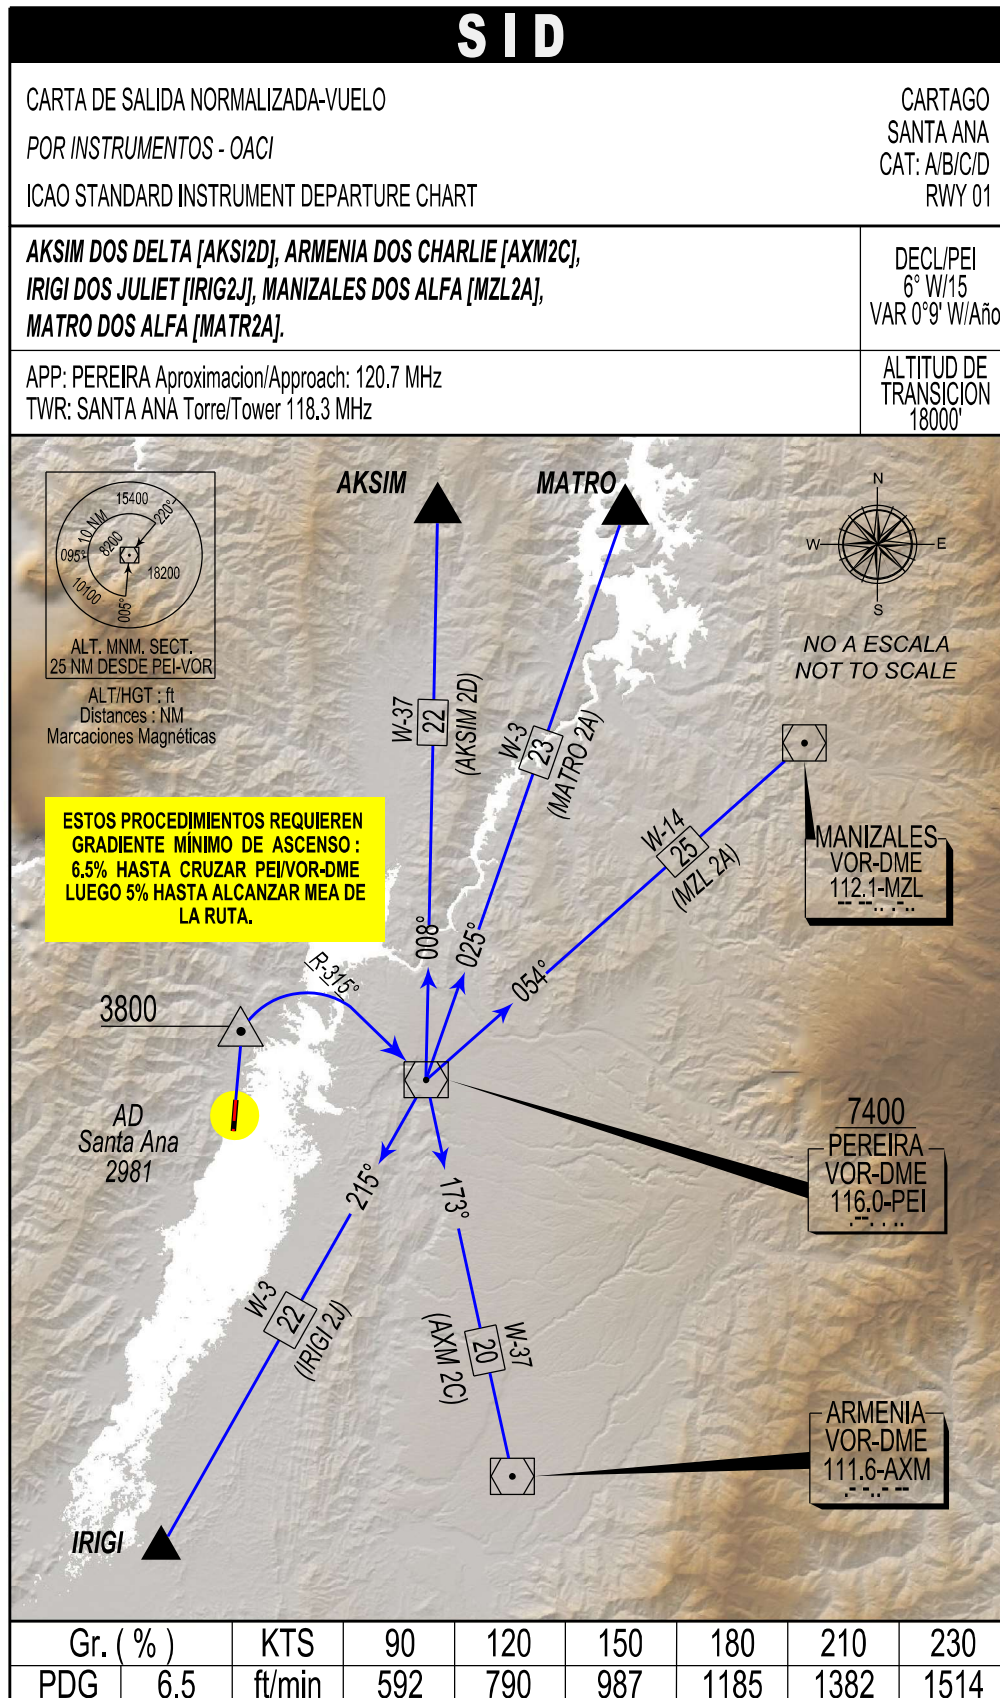 SID
CARTA DE SALIDA NORMALIZADA-VUELO
POR INSTRUMENTOS - OACI
ICAO STANDARD INSTRUMENT DEPARTURE CHART
CARTAGO
SANTA ANA
CAT: A/B/C/D
RWY 01
AKSIM DOS DELTA [AKSI2D], ARMENIA DOS CHARLIE [AXM2C],
IRIGI DOS JULIET [IRIG2J], MANIZALES DOS ALFA [MZL2A],
MATRO DOS ALFA [MATR2A].
DECL/PEI
6° W/15
VAR 0°9' W/Año
APP: PEREIRA Aproximacion/Approach: 120.7 MHz
TWR: SANTA ANA Torre/Tower 118.3 MHz
ALTITUD DE
TRANSICION
18000'
15400
10 NM
220°
8200
095°
18200
10100
005°
ALT. MNM. SECT.
25 NM DESDE PEI-VOR
ALT/HGT : ft
Distances : NM
Marcaciones Magnéticas
AKSIM
MATRO
N
W
E
S
NO A ESCALA
NOT TO SCALE
W-37
22
(AKSIM 2D)
W-3
23
(MATRO 2A)
W-14
25
(MZL 2A)
MANIZALES
VOR-DME
112.1-MZL
ESTOS PROCEDIMIENTOS REQUIEREN
GRADIENTE MÍNIMO DE ASCENSO :
6.5% HASTA CRUZAR PEI/VOR-DME
LUEGO 5% HASTA ALCANZAR MEA DE
LA RUTA.
008°
025°
054°
R-315°
3800
AD
Santa Ana
2981
7400
PEREIRA
VOR-DME
116.0-PEI
215°
173°
W-3
22
(IRIGI 2J)
W-37
20
(AXM 2C)
ARMENIA
VOR-DME
111.6-AXM
IRIGI
Gr. ( % ) KTS 90 120 150 180 210 230
PDG 6.5 ft/min 592 790 987 1185 1382 1514